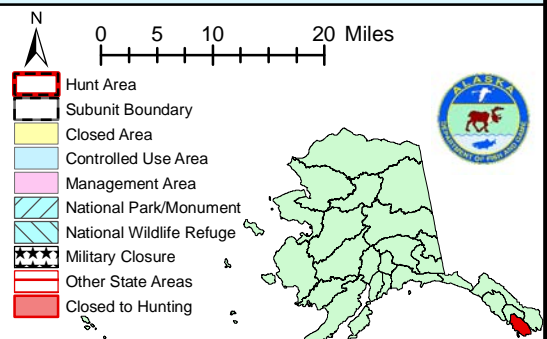 N
0 5 10 20 Miles
Hunt Area
Subunit Boundary
Closed Area
Controlled Use Area
Management Area
National Park/Monument
National Wildlife Refuge
Military Closure
Other State Areas
Closed to Hunting
ALASKA
DEPARTMENT OF FISH AND GAME